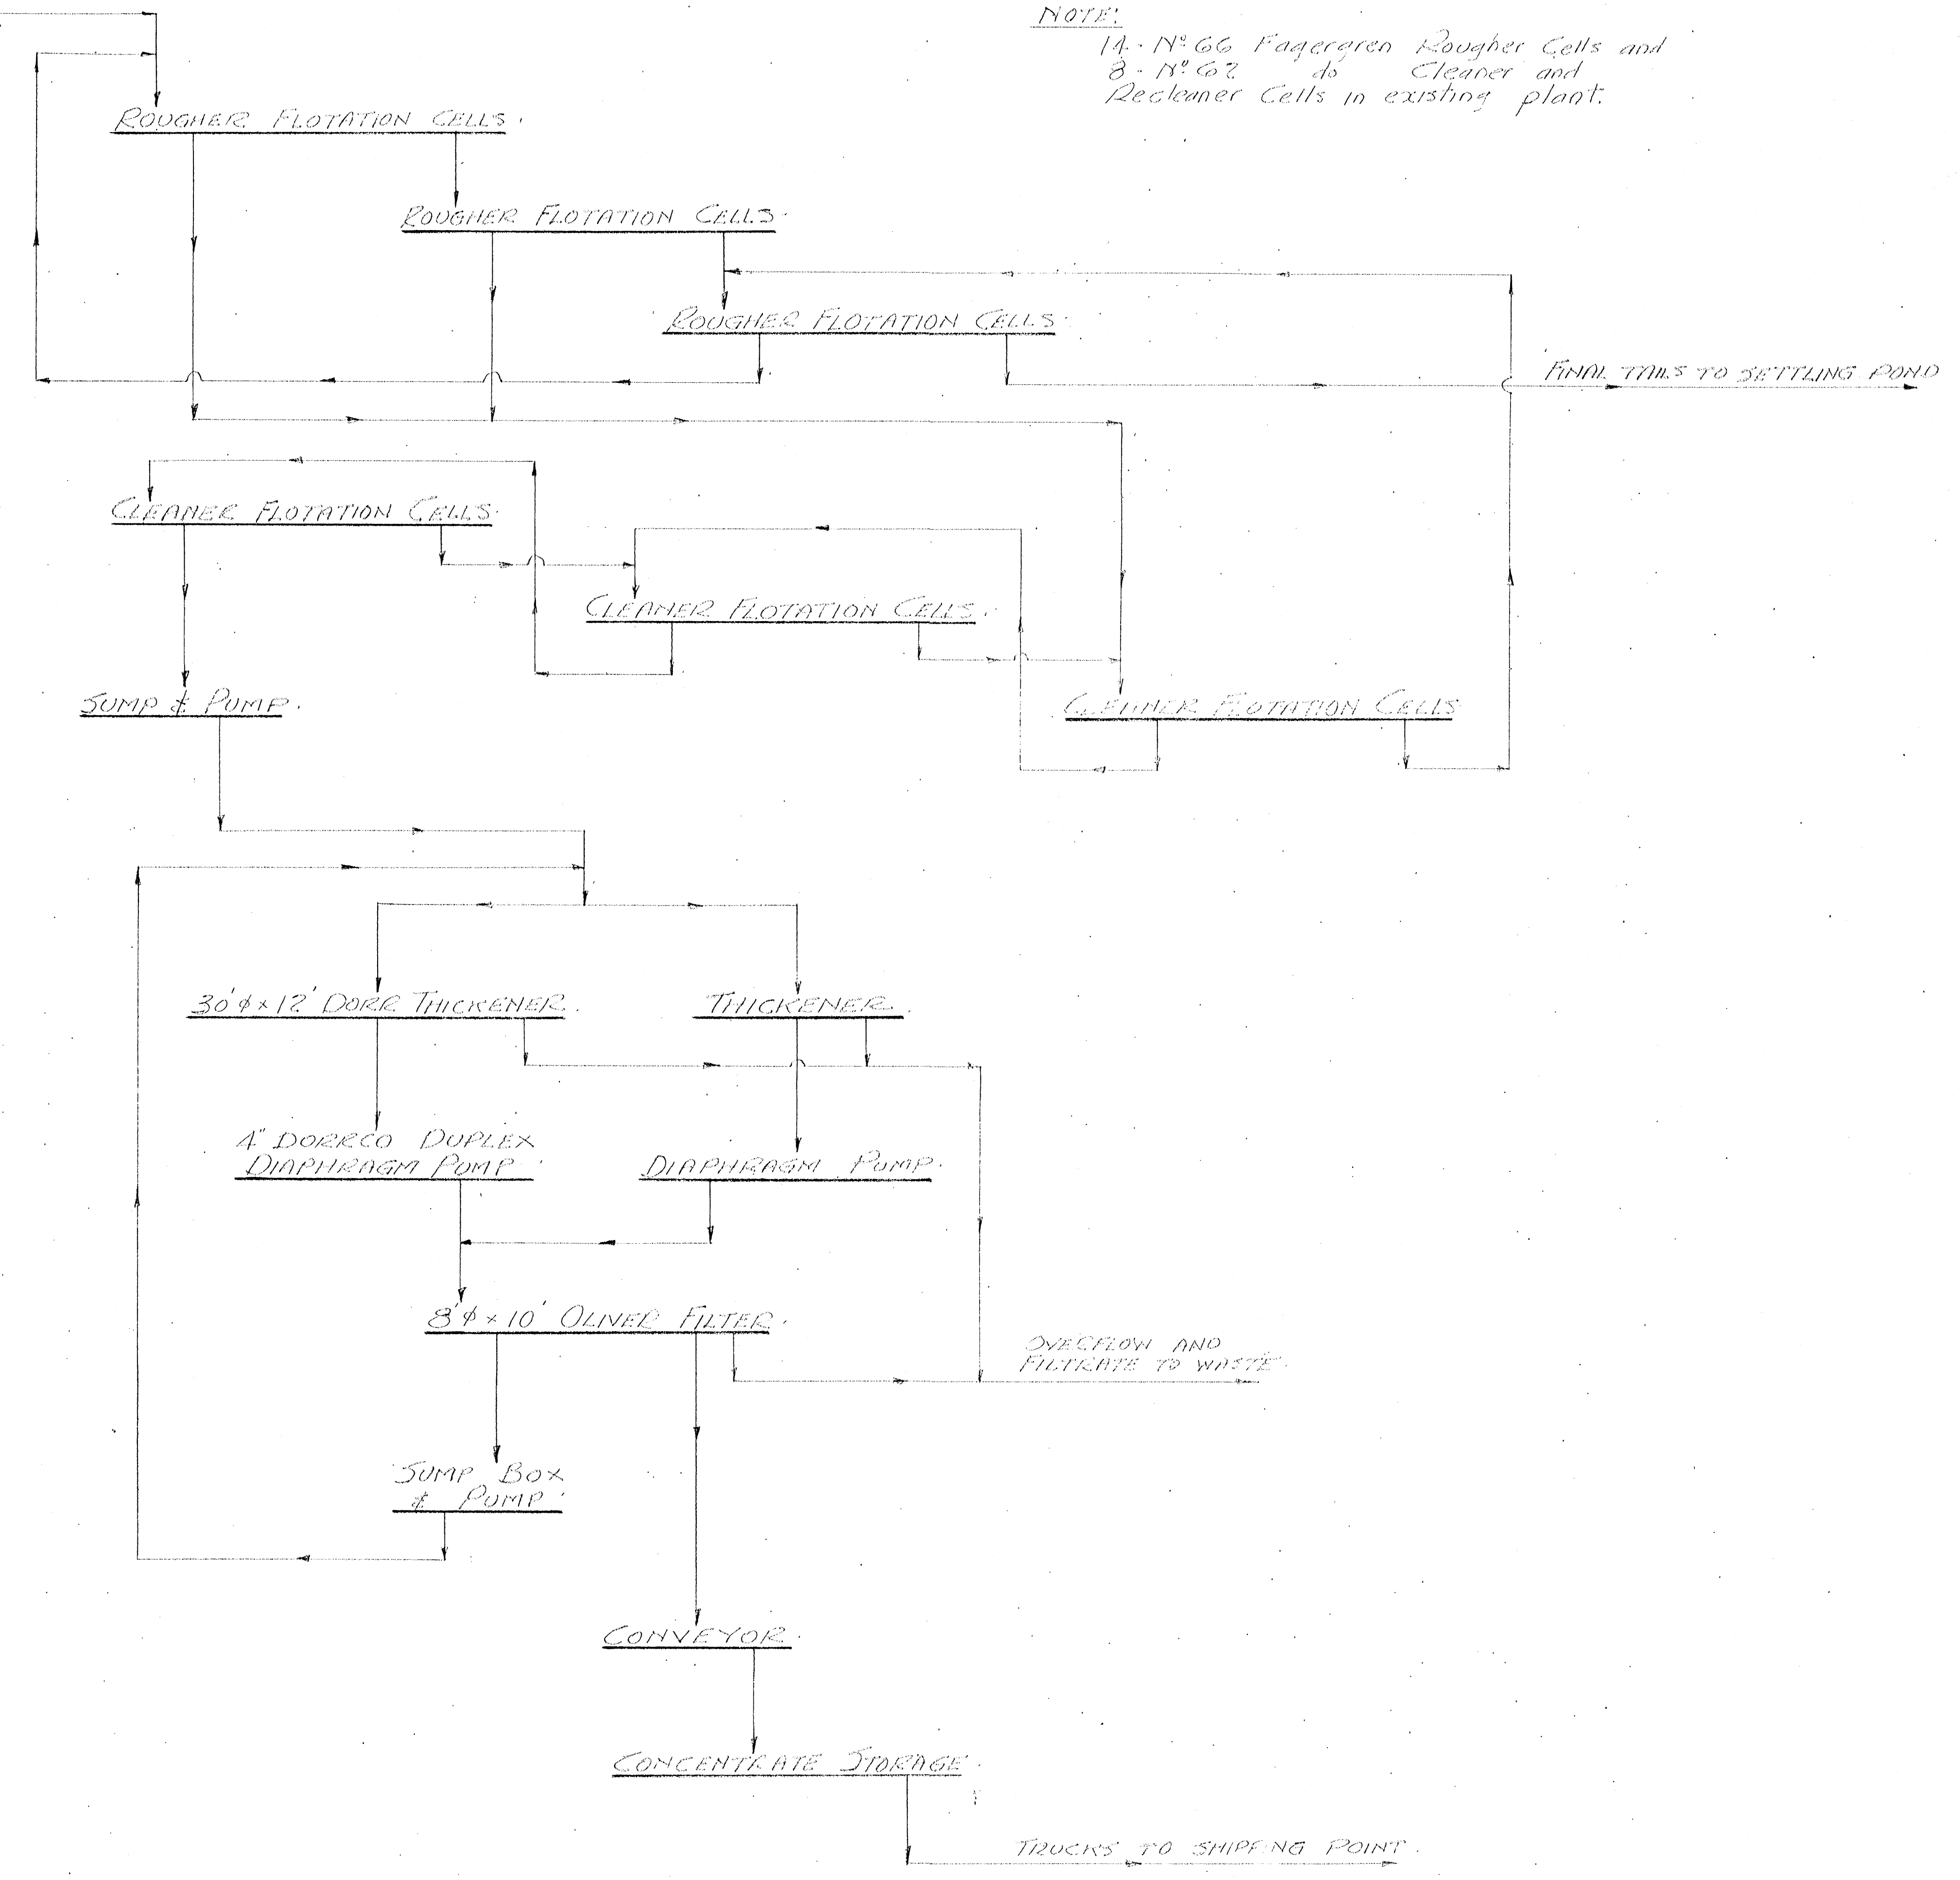 NOTE:
14 - Nº 66 Fagergren Rougher Cells and
8 - Nº 62 do Cleaner and
Recleaner Cells in existing plant.
ROUGHER FLOTATION CELLS.
ROUGHER FLOTATION CELLS.
ROUGHER FLOTATION CELLS.
FINAL TAILS TO SETTLING POND
CLEANER FLOTATION CELLS.
CLEANER FLOTATION CELLS.
SUMP & PUMP.
CLEANER FLOTATION CELLS
30'φ x 12' DORR THICKENER.
THICKENER.
4" DORRCO DUPLEX
DIAPHRAGM PUMP.
DIAPHRAGM PUMP.
8'φ x 10' OLIVER FILTER.
OVERFLOW AND
FILTRATE TO WASTE.
SUMP BOX
& PUMP.
CONVEYOR.
CONCENTRATE STORAGE.
TRUCKS TO SHIPPING POINT.